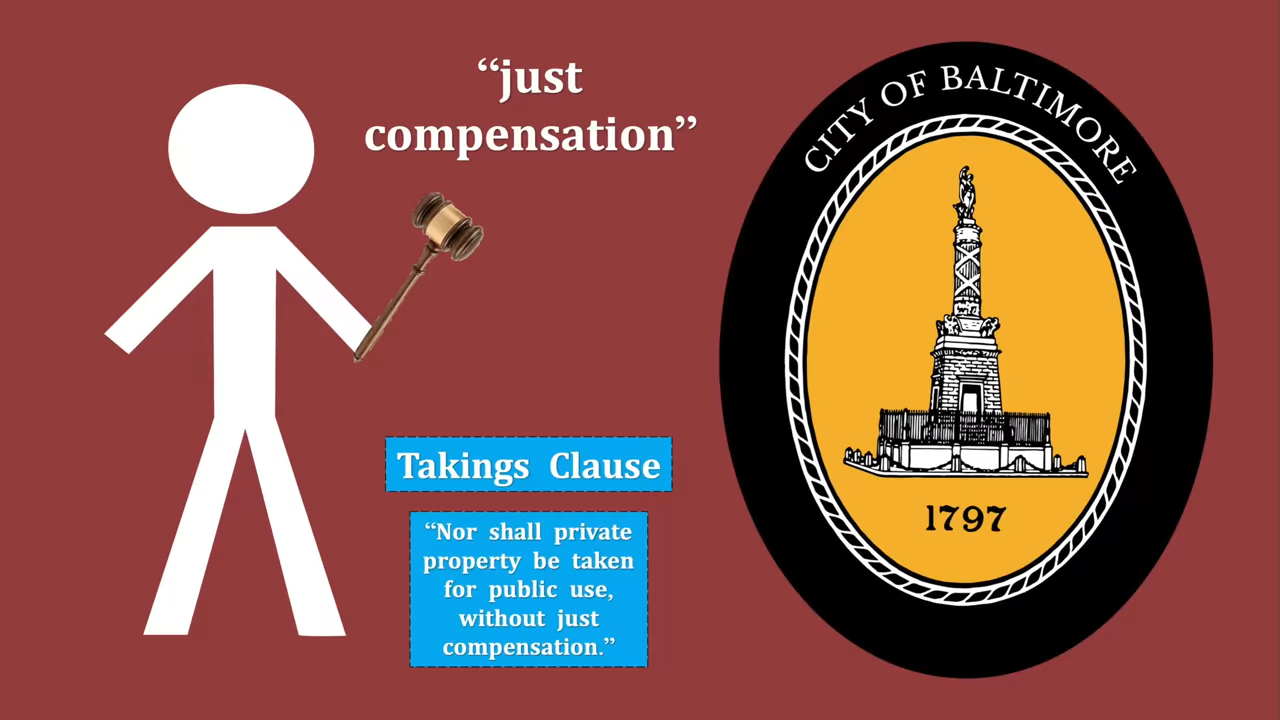 “just
compensation”
Takings Clause
“Nor shall private
property be taken
for public use,
without just
compensation.”
CITY OF BALTIMORE
1797